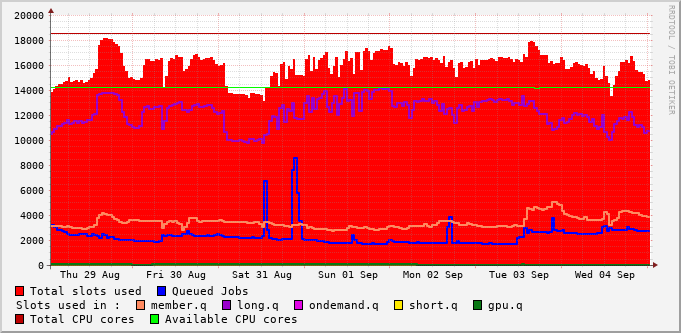 RRDTOOL / TOBI OETIKER
20000
18000
16000
14000
12000
10000
8000
6000
4000
2000
0
Thu 29 Aug Fri 30 Aug Sat 31 Aug Sun 01 Sep Mon 02 Sep Tue 03 Sep Wed 04 Sep
Total slots used Queued Jobs
Slots used in : member.q long.q ondemand.q short.q gpu.q
Total CPU cores Available CPU cores